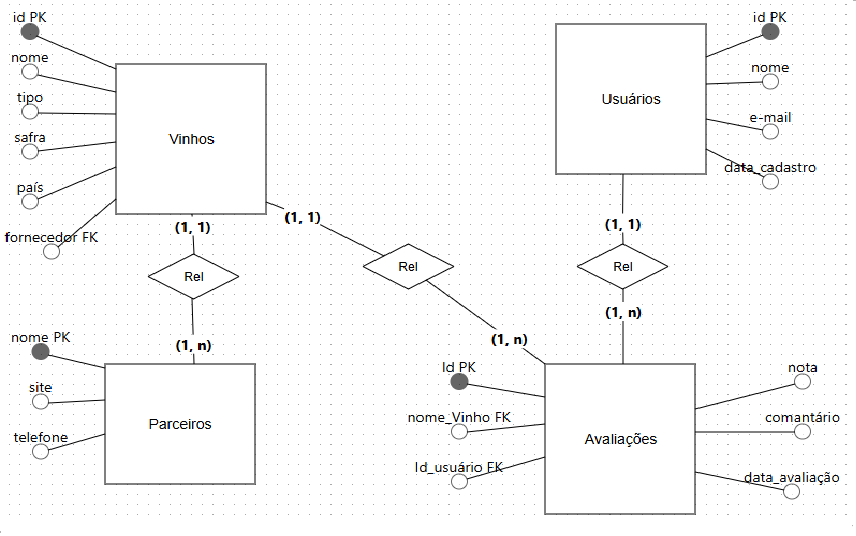 id PK
nome
tipo
safra
país
fornecedor FK
Vinhos
(1, 1)
Rel
(1, n)
nome PK
site
telefone
Parceiros
(1, 1)
Rel
(1, n)
Usuários
id PK
nome
e-mail
data_cadastro
(1, 1)
Rel
(1, n)
Id PK
nome_Vinho FK
Id_usuário FK
Avaliações
nota
comantário
data_avaliação